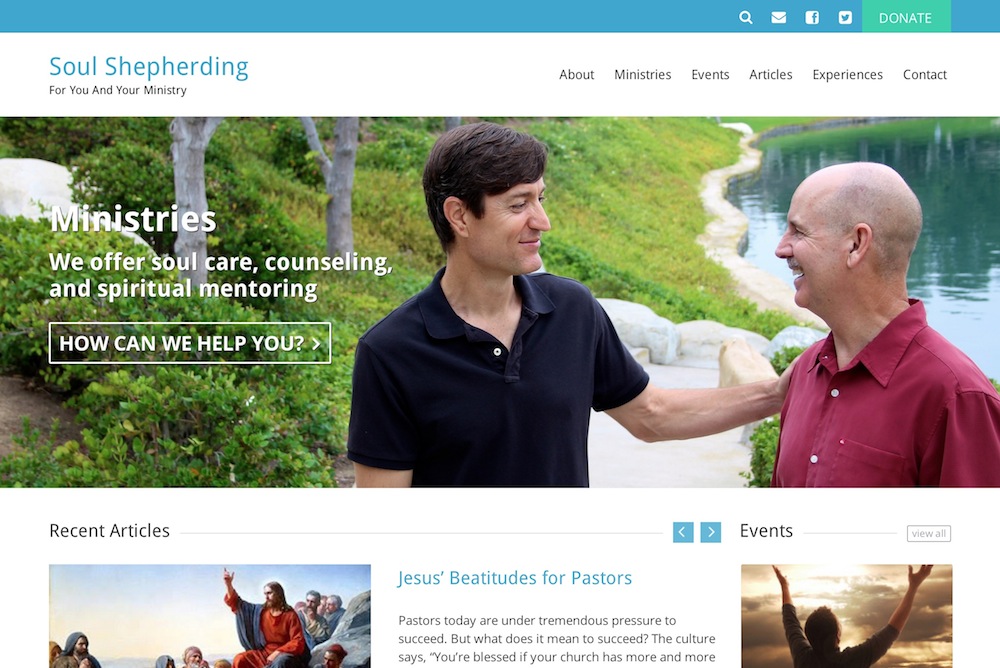 DONATE
Soul Shepherding
For You And Your Ministry
About Ministries Events Articles Experiences Contact
Ministries
We offer soul care, counseling,
and spiritual mentoring
HOW CAN WE HELP YOU?
Recent Articles
Events
view all
Jesus’ Beatitudes for Pastors
Pastors today are under tremendous pressure to
succeed. But what does it mean to succeed? The culture
says, “You’re blessed if your church has more and more